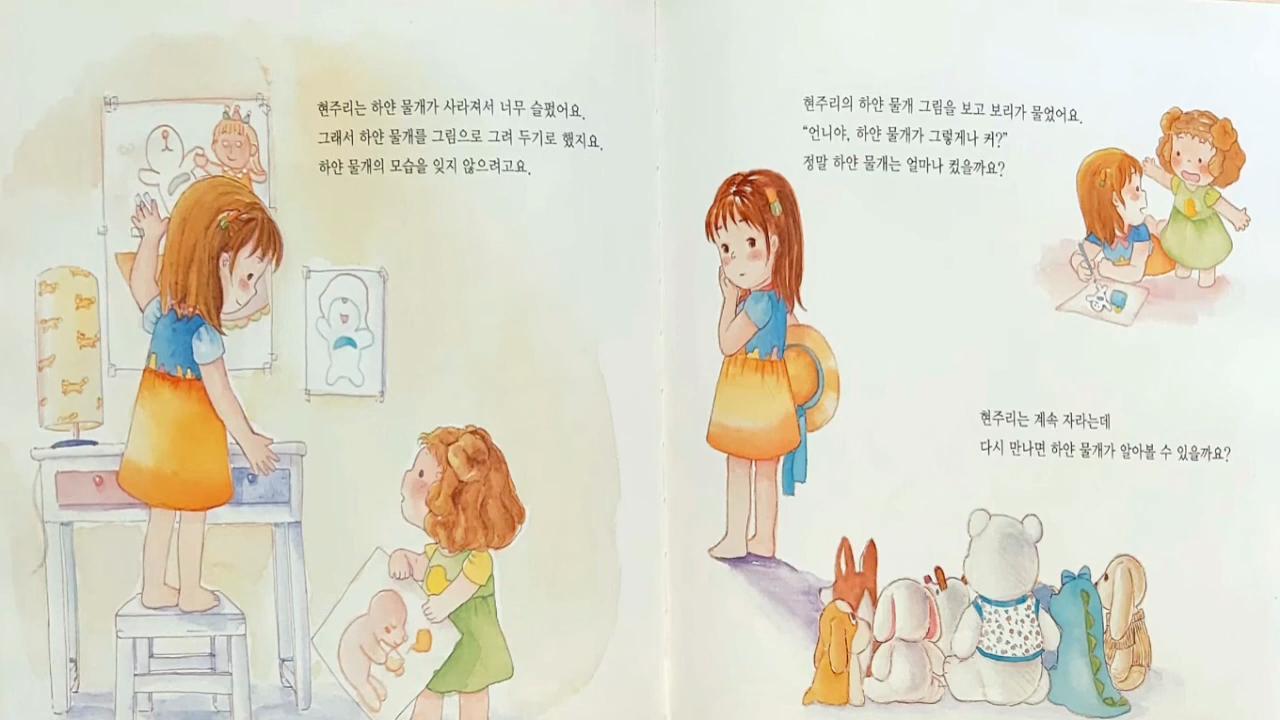 현주리는 하얀 물개가 사라져서 너무 슬펐어요.
그래서 하얀 물개를 그림으로 그려 두기로 했지요.
하얀 물개의 모습을 잊지 않으려고요.
현주리의 하얀 물개 그림을 보고 보리가 물었어요.
“언니야, 하얀 물개가 그렇게나 커?”
정말 하얀 물개는 얼마나 컸을까요?
현주리는 계속 자라는데
다시 만나면 하얀 물개가 알아볼 수 있을까요?